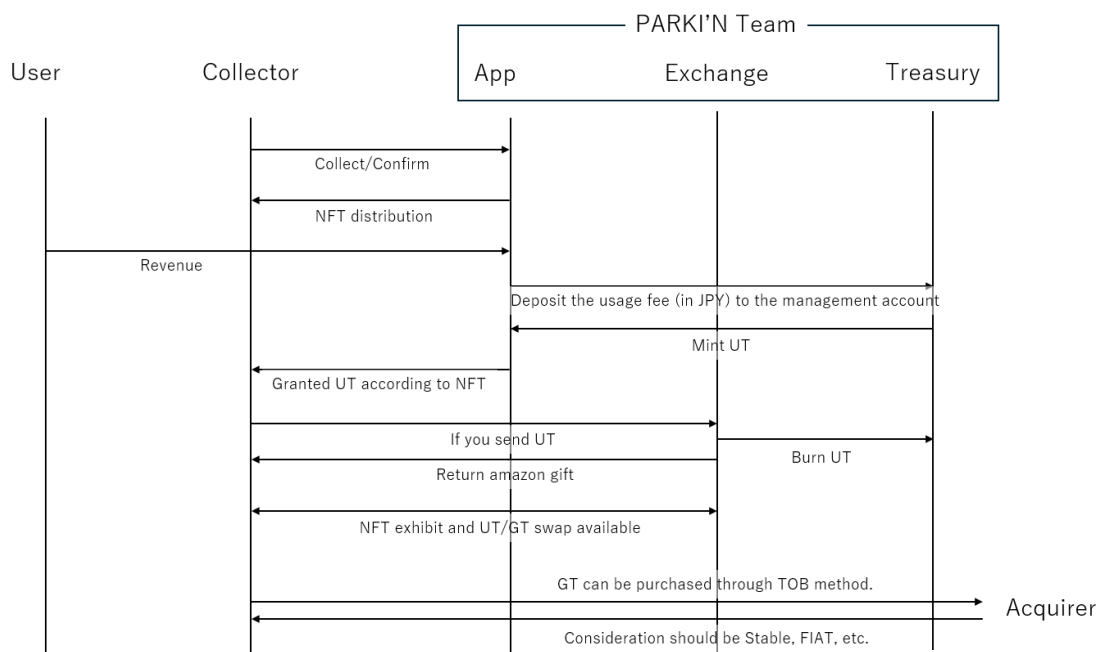 PARKI'N Team
User
Collector
App
Exchange
Treasury
Collect/Confirm
NFT distribution
Revenue
Deposit the usage fee (in JPY) to the management account
Mint UT
Granted UT according to NFT
If you send UT
Burn UT
Return amazon gift
NFT exhibit and UT/GT swap available
GT can be purchased through TOB method.
Acquirer
Consideration should be Stable, FIAT, etc.